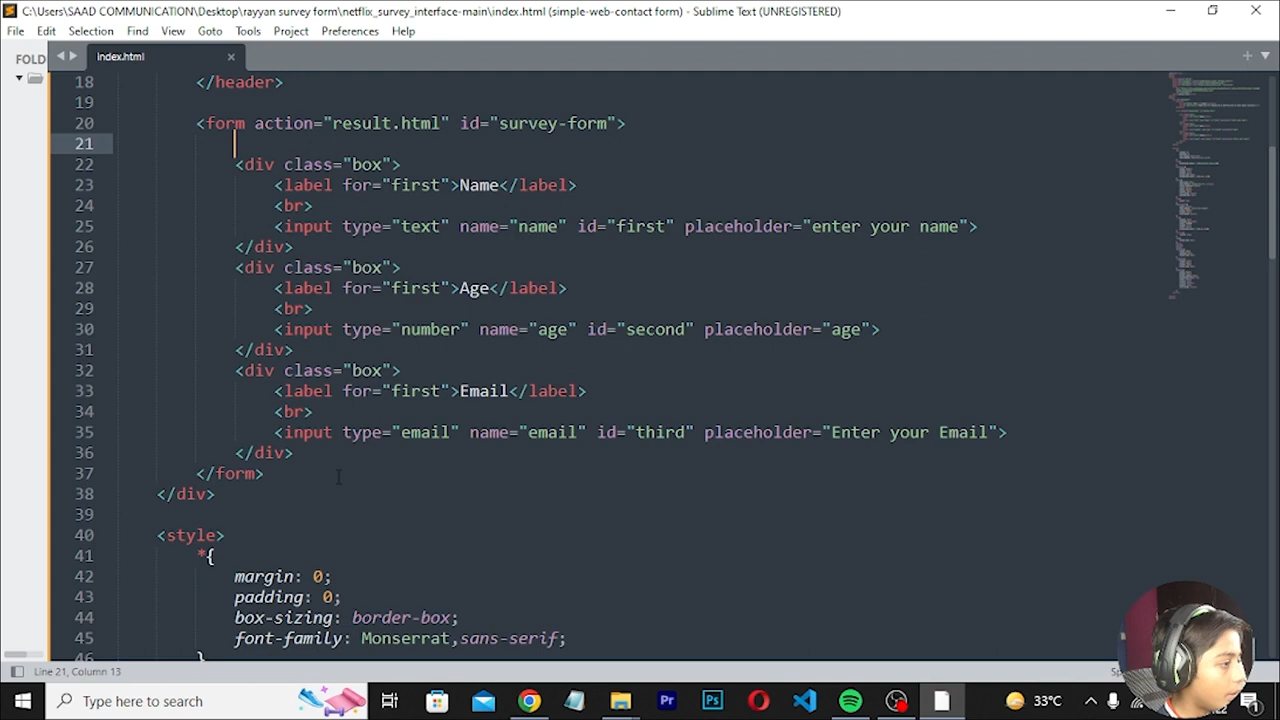 C:\Users\SAAD COMMUNICATION\Desktop\rayyan survey form\netflix_survey_interface-main\index.html (simple-web-contact form) - Sublime Text (UNREGISTERED)
File Edit Selection Find View Goto Tools Project Preferences Help
FOLD
index.html
18 </header>
19
20 <form action="result.html" id="survey-form">
21
22 <div class="box">
23 <label for="first">Name</label>
24 <br>
25 <input type="text" name="name" id="first" placeholder="enter your name">
26 </div>
27 <div class="box">
28 <label for="first">Age</label>
29 <br>
30 <input type="number" name="age" id="second" placeholder="age">
31 </div>
32 <div class="box">
33 <label for="first">Email</label>
34 <br>
35 <input type="email" name="email" id="third" placeholder="Enter your Email">
36 </div>
37 </form>
38 </div>
39
40 <style>
41 *{
42 margin: 0;
43 padding: 0;
44 box-sizing: border-box;
45 font-family: Monserrat,sans-serif;
46 }
Line 21, Column 13
Type here to search
Pr
Ps
33°C